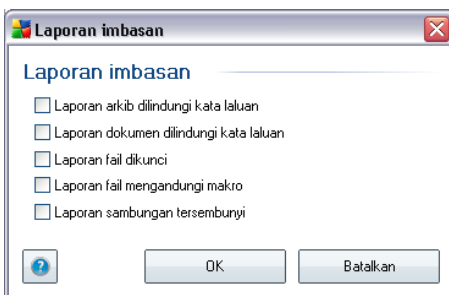 Laporan imbasan
Laporan imbasan
Laporan arkib dilindungi kata laluan
Laporan dokumen dilindungi kata laluan
Laporan fail dikunci
Laporan fail mengandungi makro
Laporan sambungan tersembunyi
? OK Batalkan